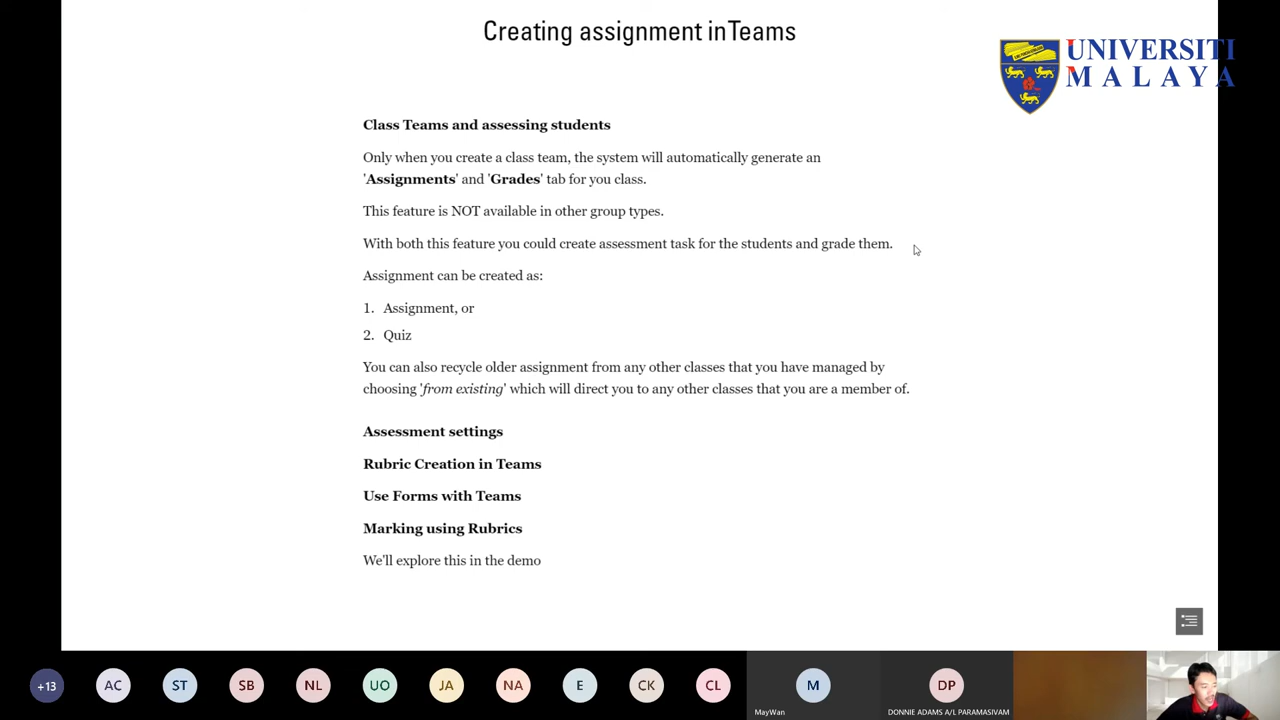 Creating assignment in Teams
UNIVERSITI
MALAYA
Class Teams and assessing students
Only when you create a class team, the system will automatically generate an
'Assignments' and 'Grades' tab for you class.
This feature is NOT available in other group types.
With both this feature you could create assessment task for the students and grade them.
Assignment can be created as:
1. Assignment, or
2. Quiz
You can also recycle older assignment from any other classes that you have managed by
choosing 'from existing' which will direct you to any other classes that you are a member of.
Assessment settings
Rubric Creation in Teams
Use Forms with Teams
Marking using Rubrics
We'll explore this in the demo
+13 AC ST SB NL UO JA NA E CK CL M DP
MayWan DONNIE ADAMS A/L PARAMASIVAM